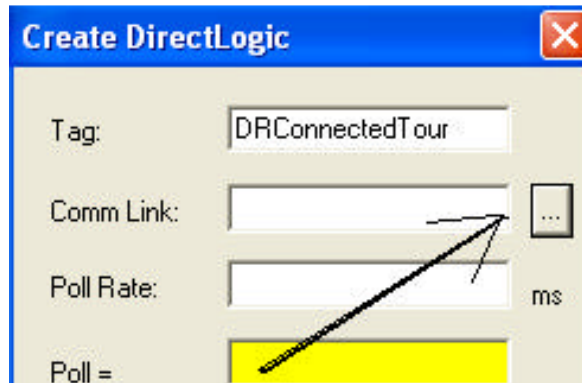 Create DirectLogic
Tag: DRConnectedTour
Comm Link: ...
Poll Rate: ms
Poll =